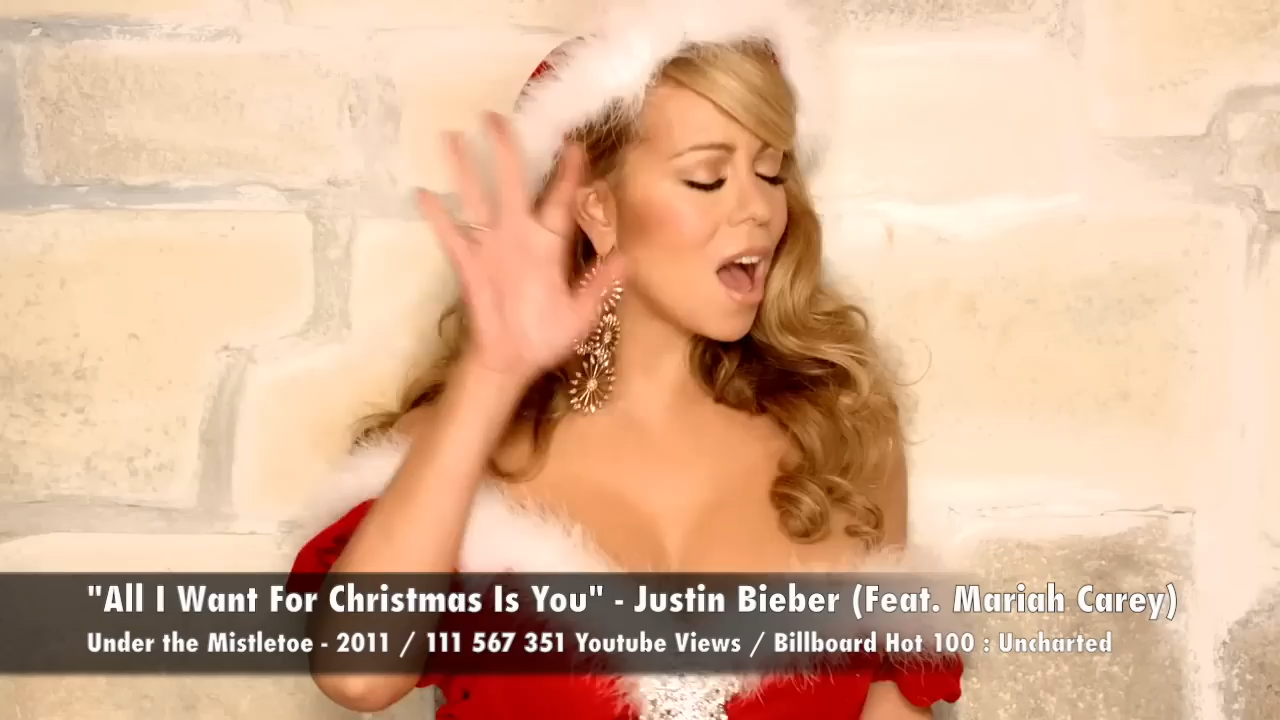 "All I Want For Christmas Is You" - Justin Bieber (Feat. Mariah Carey)
Under the Mistletoe - 2011 / 111 567 351 Youtube Views / Billboard Hot 100 : Uncharted